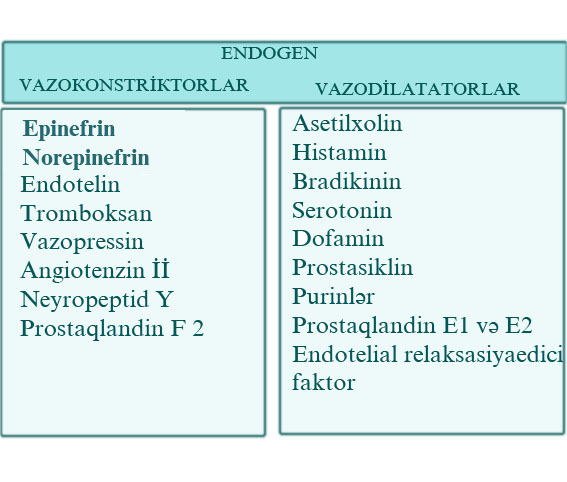 ENDOGEN
VAZOKONSTRİKTORLAR
VAZODİLATATORLAR
Epinefrin
Norepinefrin
Endotelin
Tromboksan
Vazopressin
Angiotenzin İİ
Neyropeptid Y
Prostaqlandin F 2
Asetilxolin
Histamin
Bradikinin
Serotonin
Dofamin
Prostasiklin
Purinlər
Prostaqlandin E1 və E2
Endotelial relaksasiyaedici
faktor